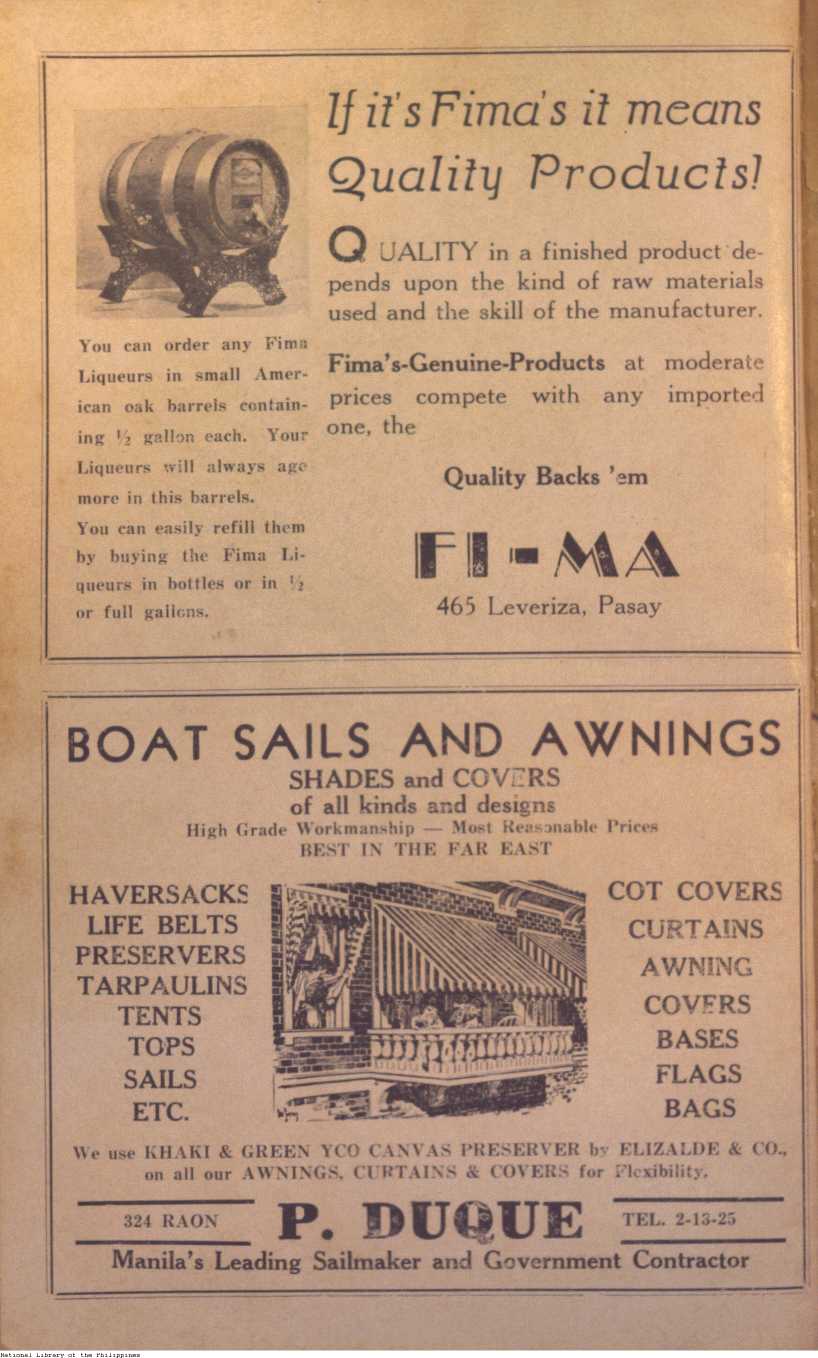 If it's Fima's it means
Quality Products!
QUALITY in a finished product de-
pends upon the kind of raw materials
used and the skill of the manufacturer.
Fima's-Genuine-Products at moderate
prices compete with any imported
one, the
Quality Backs 'em
FI-MA
465 Leveriza, Pasay
You can order any Fima
Liqueurs in small Amer-
ican oak barrels contain-
ing ½ gallon each. Your
Liqueurs will always age
more in this barrels.
You can easily refill them
by buying the Fima Li-
queurs in bottles or in ½
or full gallons.
BOAT SAILS AND AWNINGS
SHADES and COVERS
of all kinds and designs
High Grade Workmanship — Most Reasonable Prices
BEST IN THE FAR EAST
HAVERSACKS
LIFE BELTS
PRESERVERS
TARPAULINS
TENTS
TOPS
SAILS
ETC.
COT COVERS
CURTAINS
AWNING
COVERS
BASES
FLAGS
BAGS
We use KHAKI & GREEN YCO CANVAS PRESERVER by ELIZALDE & CO.,
on all our AWNINGS, CURTAINS & COVERS for Flexibility.
324 RAON
P. DUQUE
TEL. 2-13-25
Manila's Leading Sailmaker and Government Contractor
National Library of the Philippines